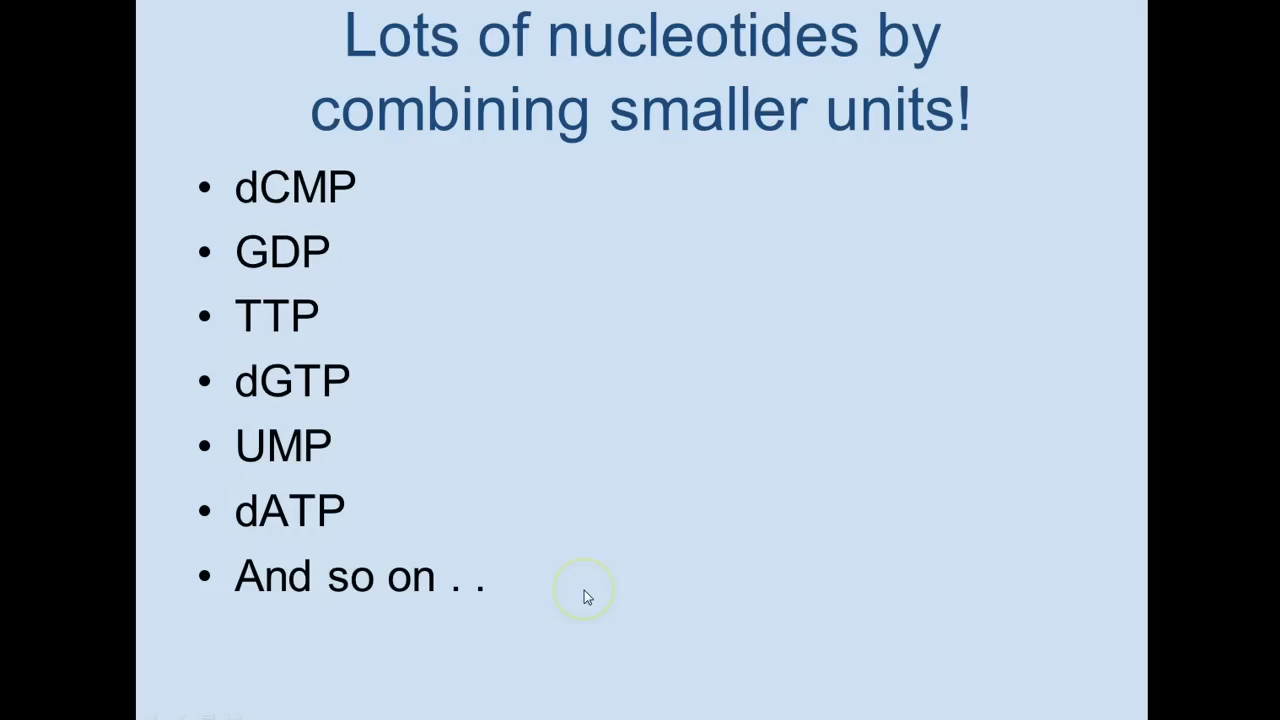 Lots of nucleotides by
combining smaller units!
• dCMP
• GDP
• TTP
• dGTP
• UMP
• dATP
• And so on . .